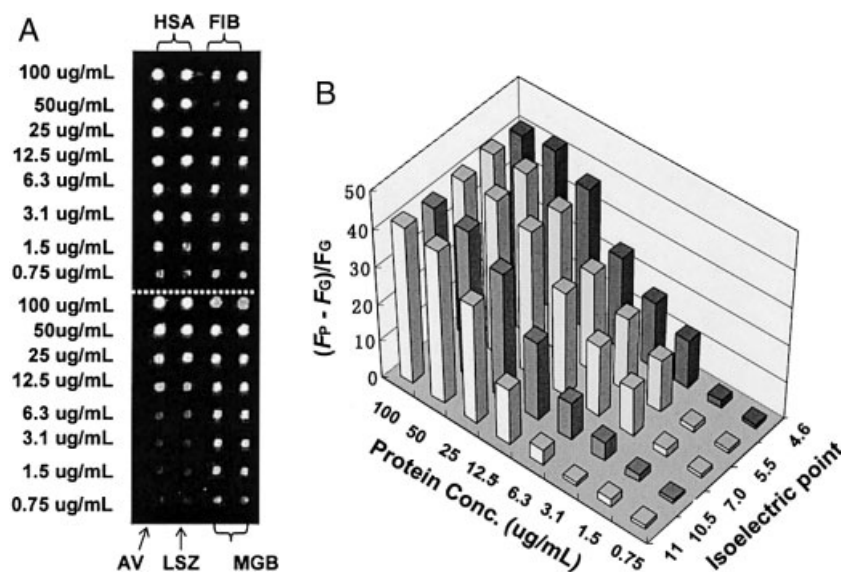 A
HSA FIB
100 ug/mL
50ug/mL
25 ug/mL
12.5 ug/mL
6.3 ug/mL
3.1 ug/mL
1.5 ug/mL
0.75 ug/mL
100 ug/mL
50ug/mL
25 ug/mL
12.5 ug/mL
6.3 ug/mL
3.1 ug/mL
1.5 ug/mL
0.75 ug/mL
AV LSZ MGB
B
(FP - FG)/FG
50
40
30
20
10
0
100
50
25
12.5
6.3
3.1
1.5
0.75
Protein Conc. (ug/mL)
11
10.5
7.0
5.5
4.6
Isoelectric point